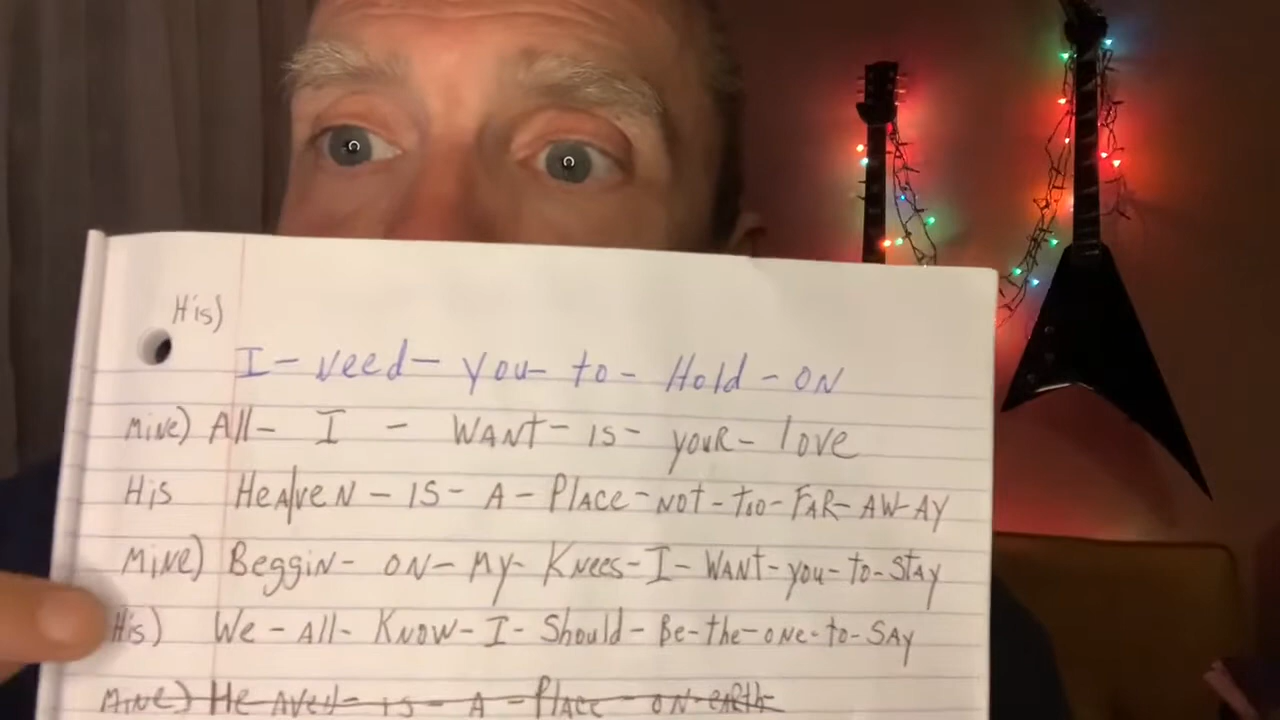 His)
I- Need- you- to- Hold- ON
Mine) All- I - WANT- IS- youR- love
His Heaven - IS- A- Place- NOT- too- FAR- AW-AY
Mine) Beggin- ON- My- Knees- I- WANT- you- to- STAY
His) We- All- KNOW- I- Should- Be- the- ONE- to- SAY
Mine) Heaven- is- A- Place- ON- eaRth-